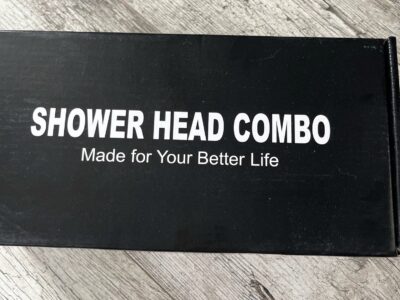 SHOWER HEAD COMBO
Made for Your Better Life